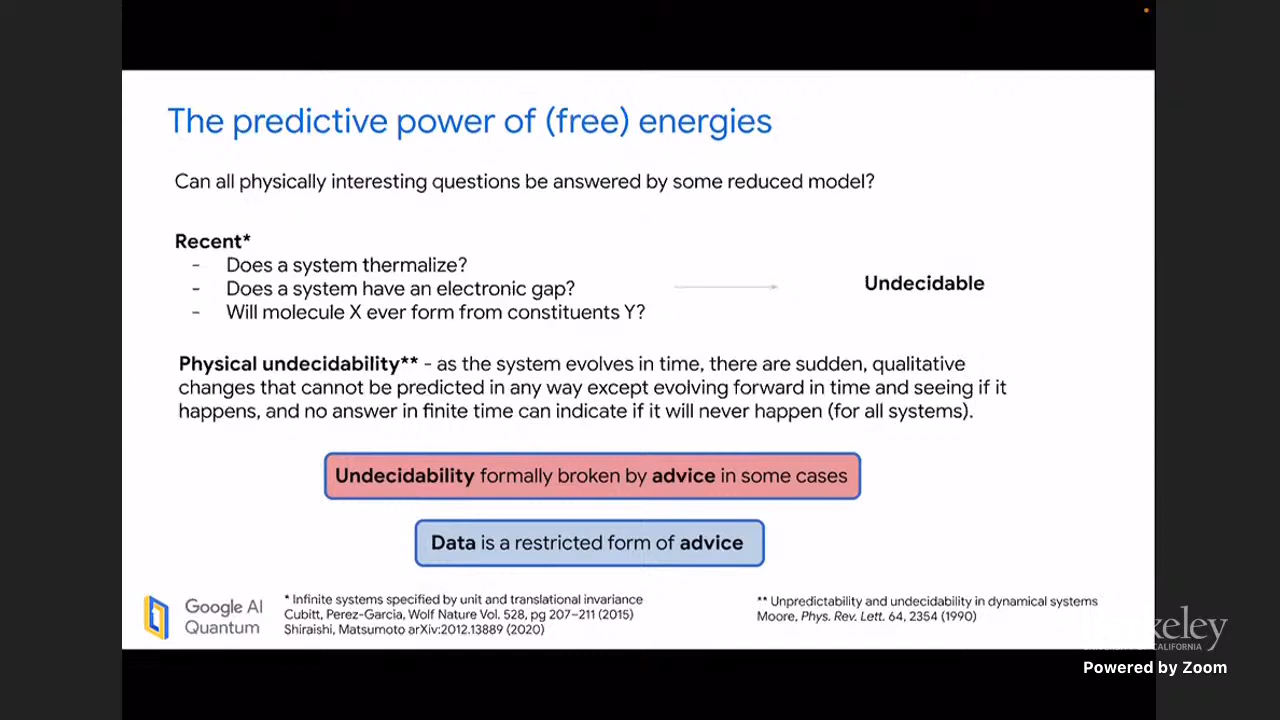 The predictive power of (free) energies
Can all physically interesting questions be answered by some reduced model?
Recent*
- Does a system thermalize?
- Does a system have an electronic gap?
- Will molecule X ever form from constituents Y?
Undecidable
Physical undecidability** - as the system evolves in time, there are sudden, qualitative
changes that cannot be predicted in any way except evolving forward in time and seeing if it
happens, and no answer in finite time can indicate if it will never happen (for all systems).
Undecidability formally broken by advice in some cases
Data is a restricted form of advice
Google AI
Quantum
* Infinite systems specified by unit and translational invariance
Cubitt, Perez-Garcia, Wolf Nature Vol. 528, pg 207–211 (2015)
Shiraishi, Matsumoto arXiv:2012.13889 (2020)
** Unpredictability and undecidability in dynamical systems
Moore, Phys. Rev. Lett. 64, 2354 (1990)
Berkeley
CALIFORNIA
Powered by Zoom